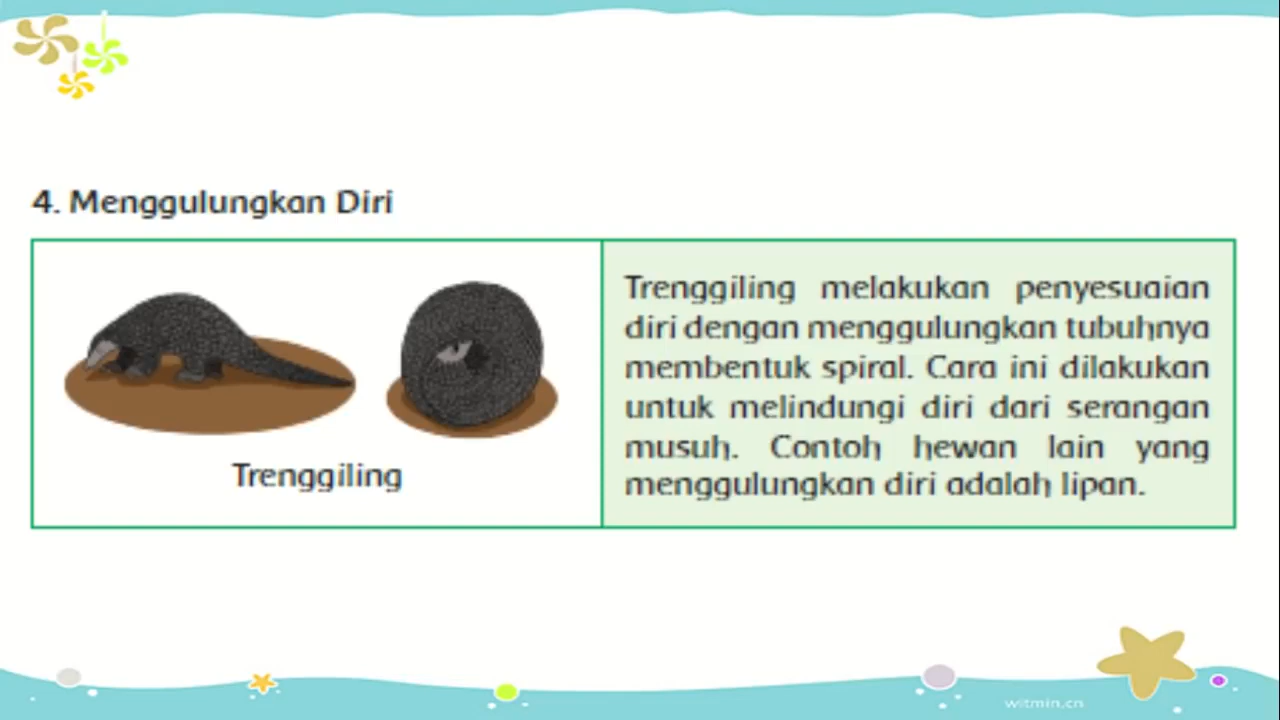 4. Menggulungkan Diri
Trenggiling
Trenggiling melakukan penyesuaian
diri dengan menggulungkan tubuhnya
membentuk spiral. Cara ini dilakukan
untuk melindungi diri dari serangan
musuh. Contoh hewan lain yang
menggulungkan diri adalah lipan.
witmin.cn